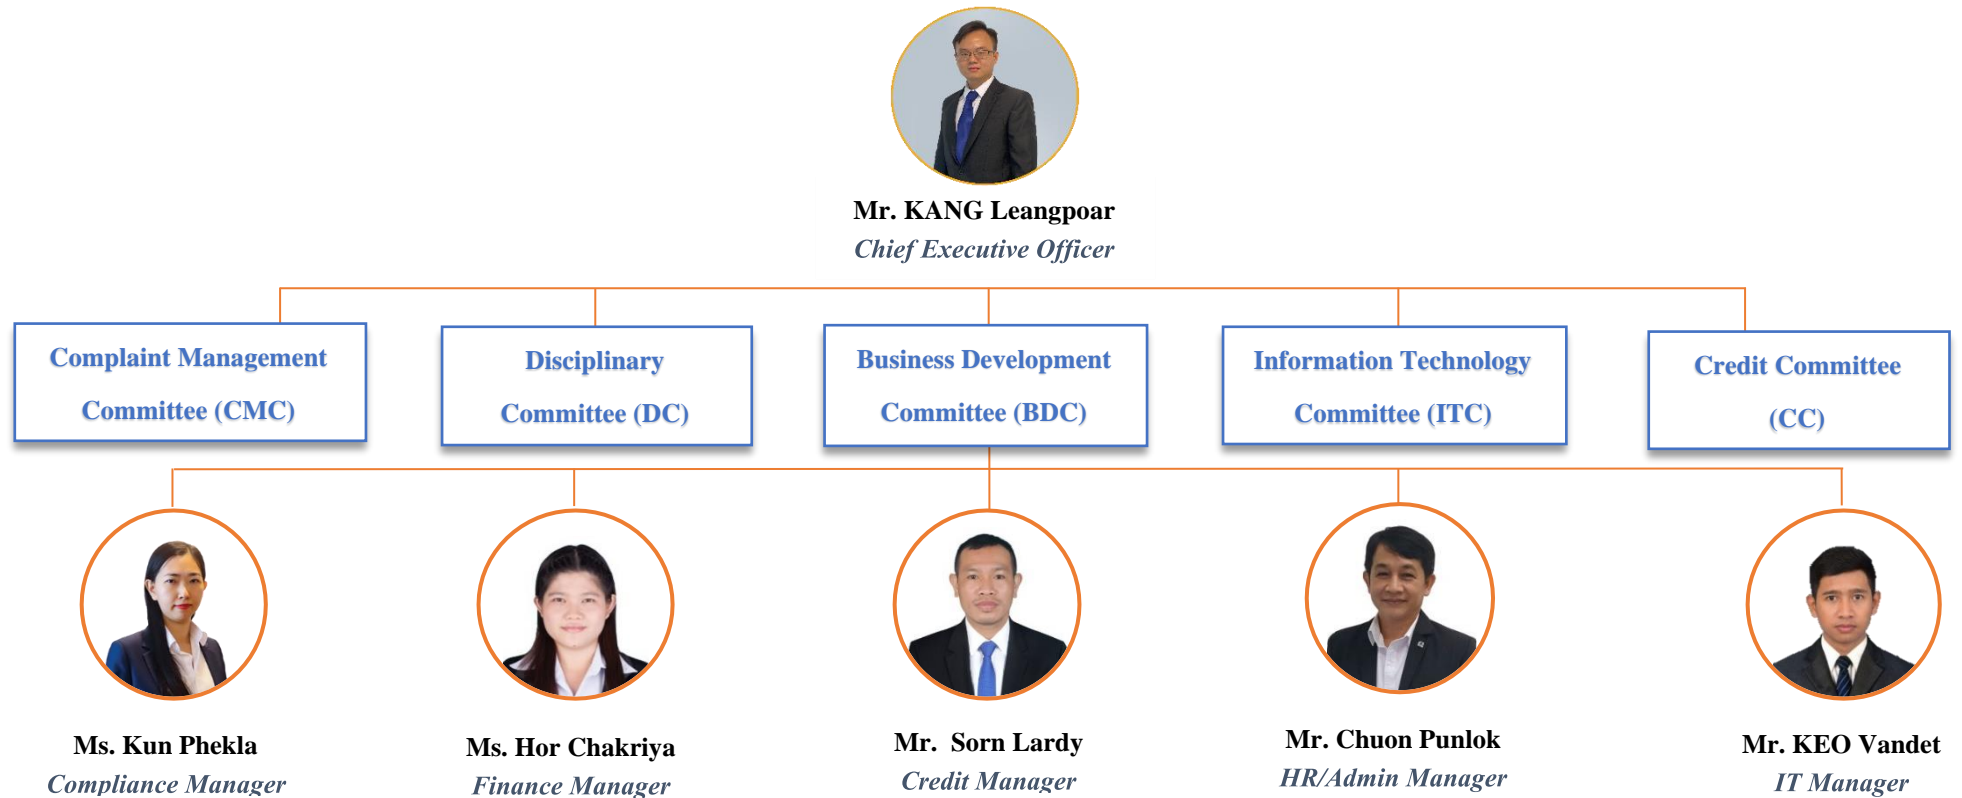 Mr. KANG Leangpoar
Chief Executive Officer
Complaint Management
Committee (CMC)
Disciplinary
Committee (DC)
Business Development
Committee (BDC)
Information Technology
Committee (ITC)
Credit Committee
(CC)
Ms. Kun Phekla
Compliance Manager
Ms. Hor Chakriya
Finance Manager
Mr. Sorn Lardy
Credit Manager
Mr. Chuon Punlok
HR/Admin Manager
Mr. KEO Vandet
IT Manager